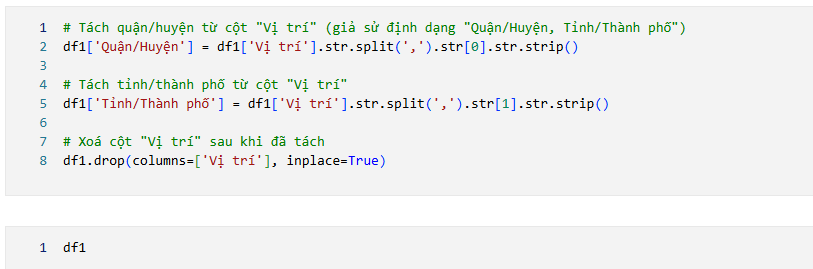 1 # Tách quận/huyện từ cột "Vị trí" (giả sử định dạng "Quận/Huyện, Tỉnh/Thành phố")
2 df1['Quận/Huyện'] = df1['Vị trí'].str.split(',').str[0].str.strip()
3
4 # Tách tỉnh/thành phố từ cột "Vị trí"
5 df1['Tỉnh/Thành phố'] = df1['Vị trí'].str.split(',').str[1].str.strip()
6
7 # Xoá cột "Vị trí" sau khi đã tách
8 df1.drop(columns=['Vị trí'], inplace=True)
1 df1